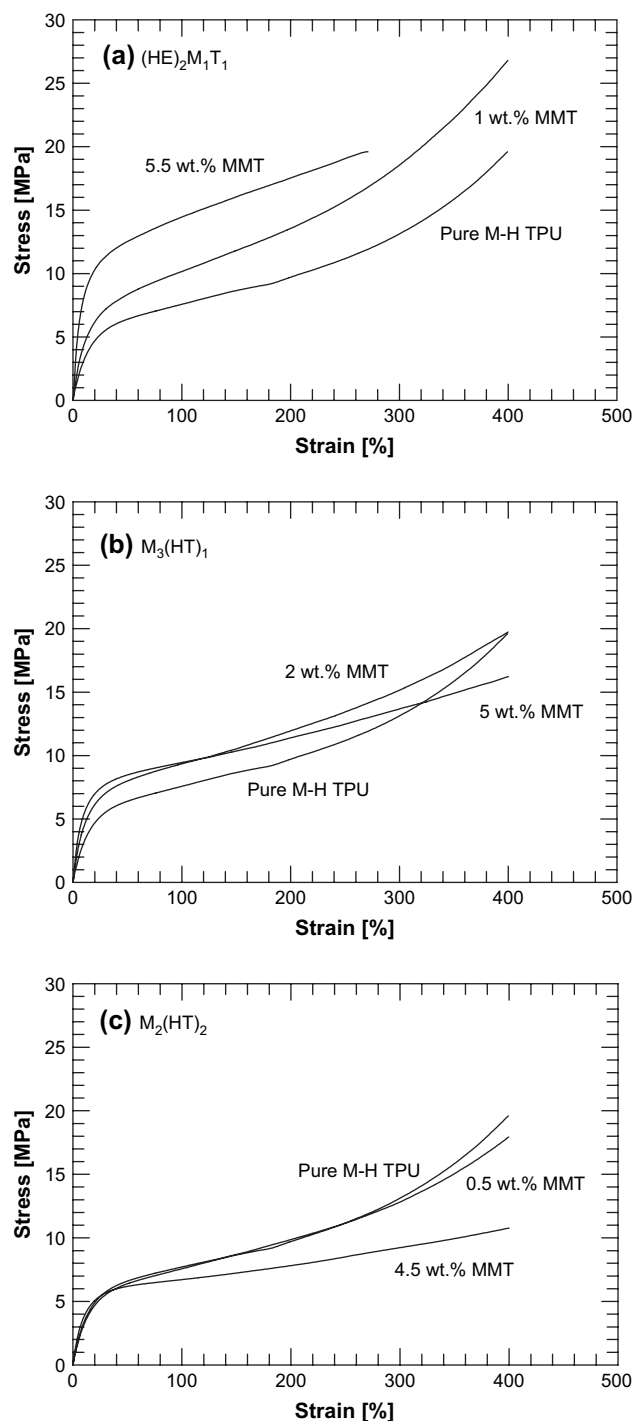 (a) (HE)₂M₁T₁
30
25
20
15
10
5
0
Stress [MPa]
1 wt.% MMT
5.5 wt.% MMT
Pure M-H TPU
0 100 200 300 400 500
Strain [%]
(b) M₃(HT)₁
30
25
20
15
10
5
0
Stress [MPa]
2 wt.% MMT
5 wt.% MMT
Pure M-H TPU
0 100 200 300 400 500
Strain [%]
(c) M₂(HT)₂
30
25
20
15
10
5
0
Stress [MPa]
Pure M-H TPU
0.5 wt.% MMT
4.5 wt.% MMT
0 100 200 300 400 500
Strain [%]